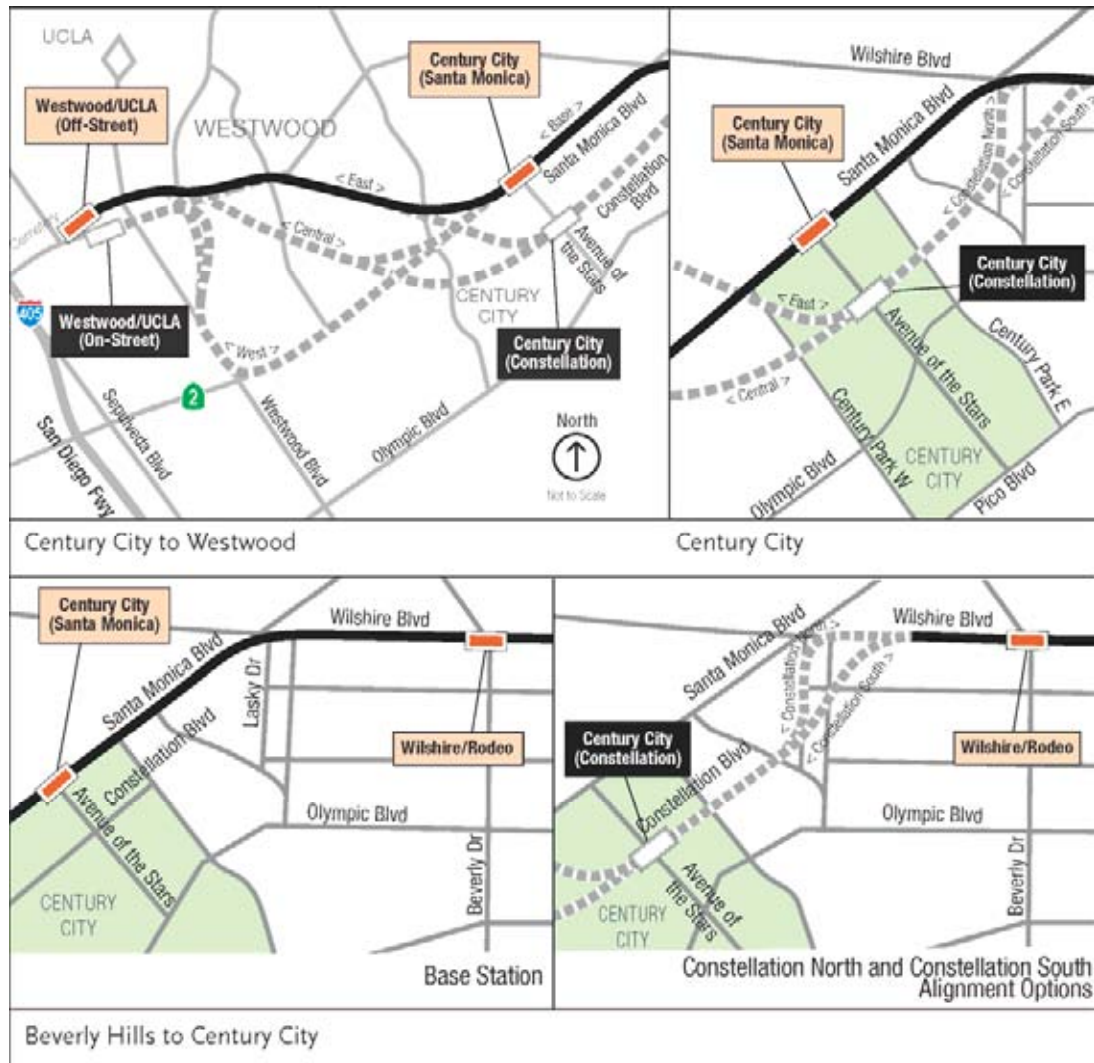 UCLA
Westwood/UCLA
(Off-Street)
WESTWOOD
Century City
(Santa Monica)
< Base >
Santa Monica Blvd
Constellation
Blvd
< East >
< Central >
Cemetery
Avenue of
the Stars
CENTURY
CITY
405
Westwood/UCLA
(On-Street)
< West >
Century City
(Constellation)
2
San Diego Fwy
Sepulveda Blvd
Westwood Blvd
Olympic Blvd
North
Not to Scale
Century City to Westwood
Wilshire Blvd
Century City
(Santa Monica)
Santa Monica Blvd
< Constellation North >
< Constellation South >
Century City
(Constellation)
< East >
< Central >
Avenue of the Stars
Century Park E
Century Park W
CENTURY
CITY
Olympic Blvd
Pico Blvd
Century City
Century City
(Santa Monica)
Wilshire Blvd
Santa Monica Blvd
Lasky Dr
Constellation Blvd
Wilshire/Rodeo
Avenue of the Stars
Olympic Blvd
Beverly Dr
CENTURY
CITY
Base Station
Wilshire Blvd
Santa Monica Blvd
< Constellation North >
< Constellation South >
Century City
(Constellation)
Constellation Blvd
Wilshire/Rodeo
Olympic Blvd
Avenue of
the Stars
Beverly Dr
CENTURY
CITY
Constellation North and Constellation South
Alignment Options
Beverly Hills to Century City